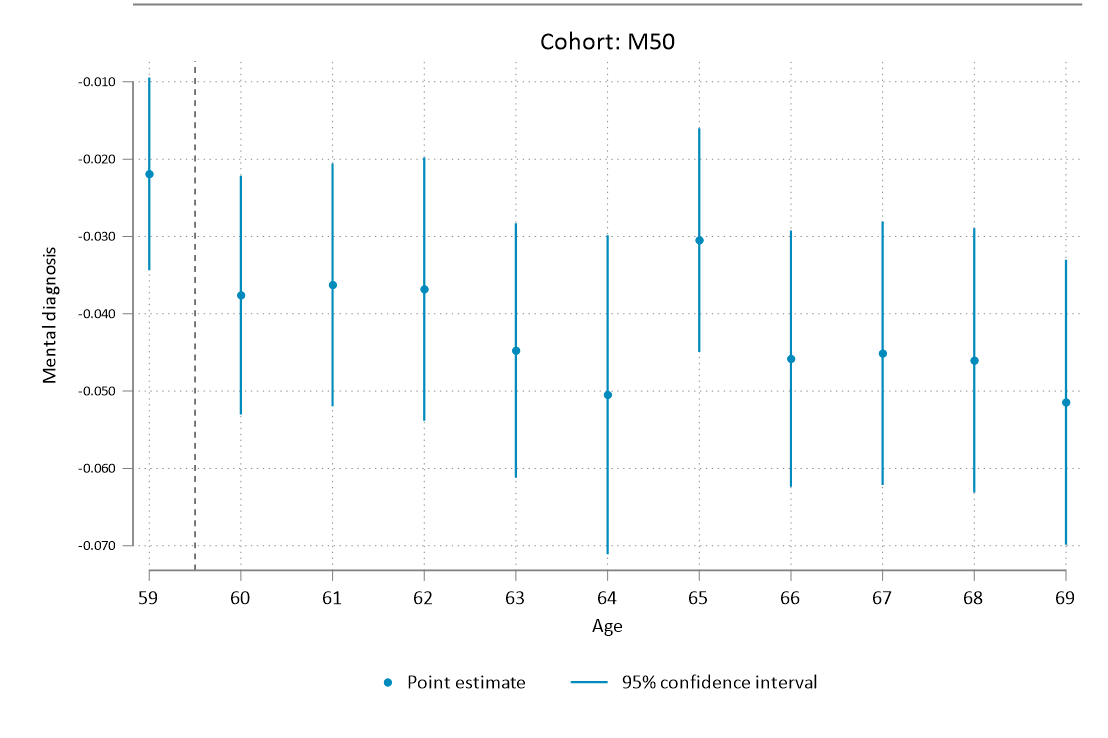 Cohort: M50
-0.010
-0.020
-0.030
-0.040
-0.050
-0.060
-0.070
Mental diagnosis
59 60 61 62 63 64 65 66 67 68 69
Age
Point estimate 95% confidence interval